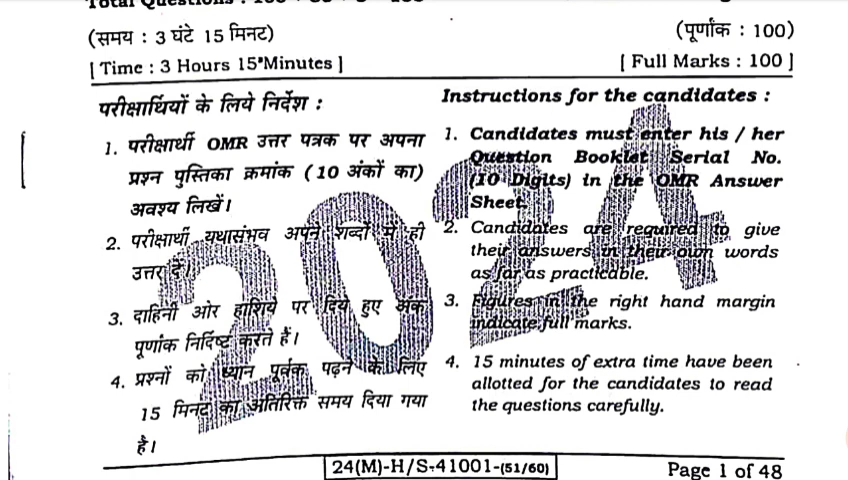 Total Questions : 100
(समय : 3 घंटे 15 मिनट)
(पूर्णांक : 100)
[ Time : 3 Hours 15 Minutes ]
[ Full Marks : 100 ]
परीक्षार्थियों के लिये निर्देश :
1. परीक्षार्थी OMR उत्तर पत्रक पर अपना
प्रश्न पुस्तिका क्रमांक (10 अंकों का)
अवश्य लिखें।
2. परीक्षार्थी यथासंभव अपने शब्दों में ही
उत्तर दें।
3. दाहिनी ओर हाशिये पर दिये हुए अंक
पूर्णांक निर्दिष्ट करते हैं।
4. प्रश्नों को ध्यान पूर्वक पढ़ने के लिए
15 मिनट का अतिरिक्त समय दिया गया
है।
Instructions for the candidates :
1. Candidates must enter his / her
Question Booklet Serial No.
(10 Digits) in the OMR Answer
Sheet.
2. Candidates are required to give
their answers in their own words
as far as practicable.
3. Figures in the right hand margin
indicate full marks.
4. 15 minutes of extra time have been
allotted for the candidates to read
the questions carefully.
2024
24(M)-H/S-41001-(51/60)
Page 1 of 48